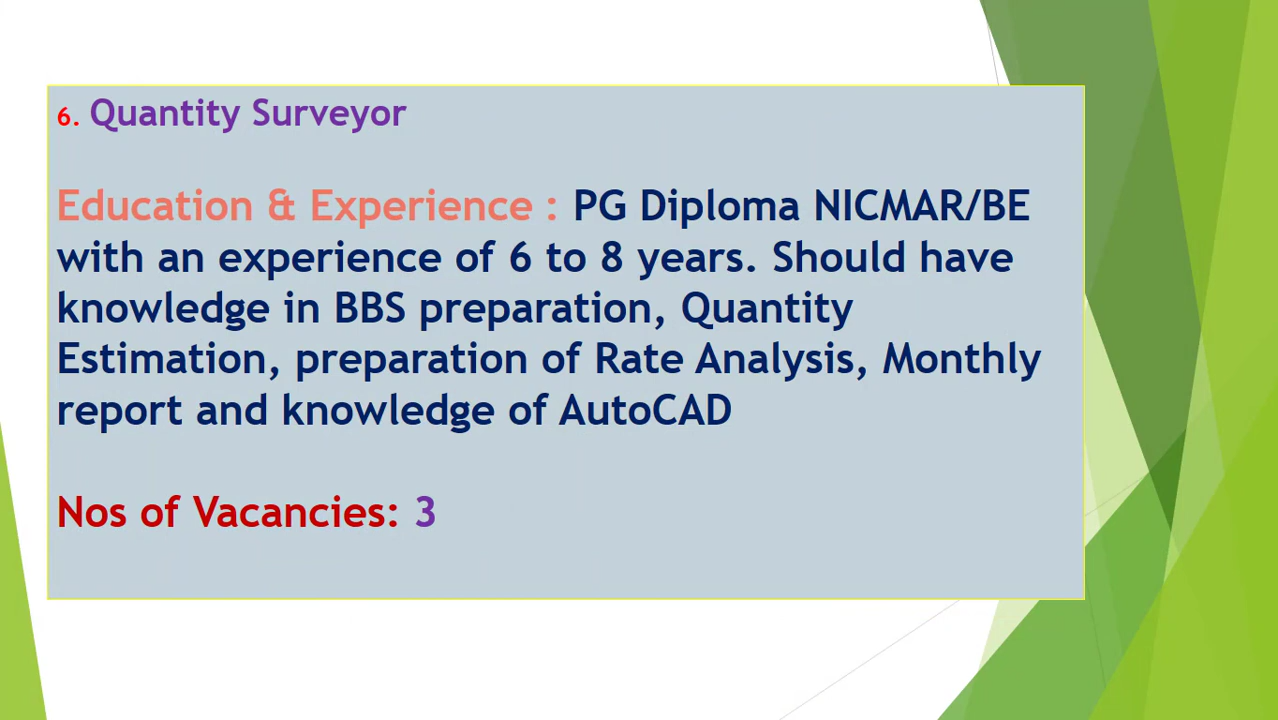 6. Quantity Surveyor
Education & Experience : PG Diploma NICMAR/BE
with an experience of 6 to 8 years. Should have
knowledge in BBS preparation, Quantity
Estimation, preparation of Rate Analysis, Monthly
report and knowledge of AutoCAD
Nos of Vacancies: 3